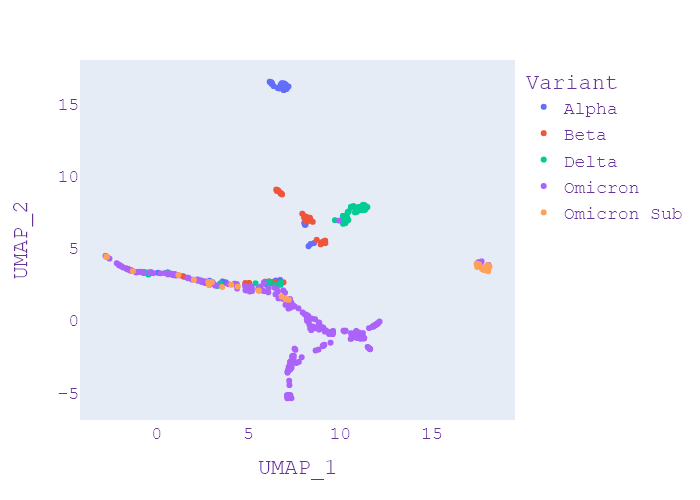 Variant
Alpha
Beta
Delta
Omicron
Omicron Sub
UMAP_2
15
10
5
0
−5
0
5
10
15
UMAP_1